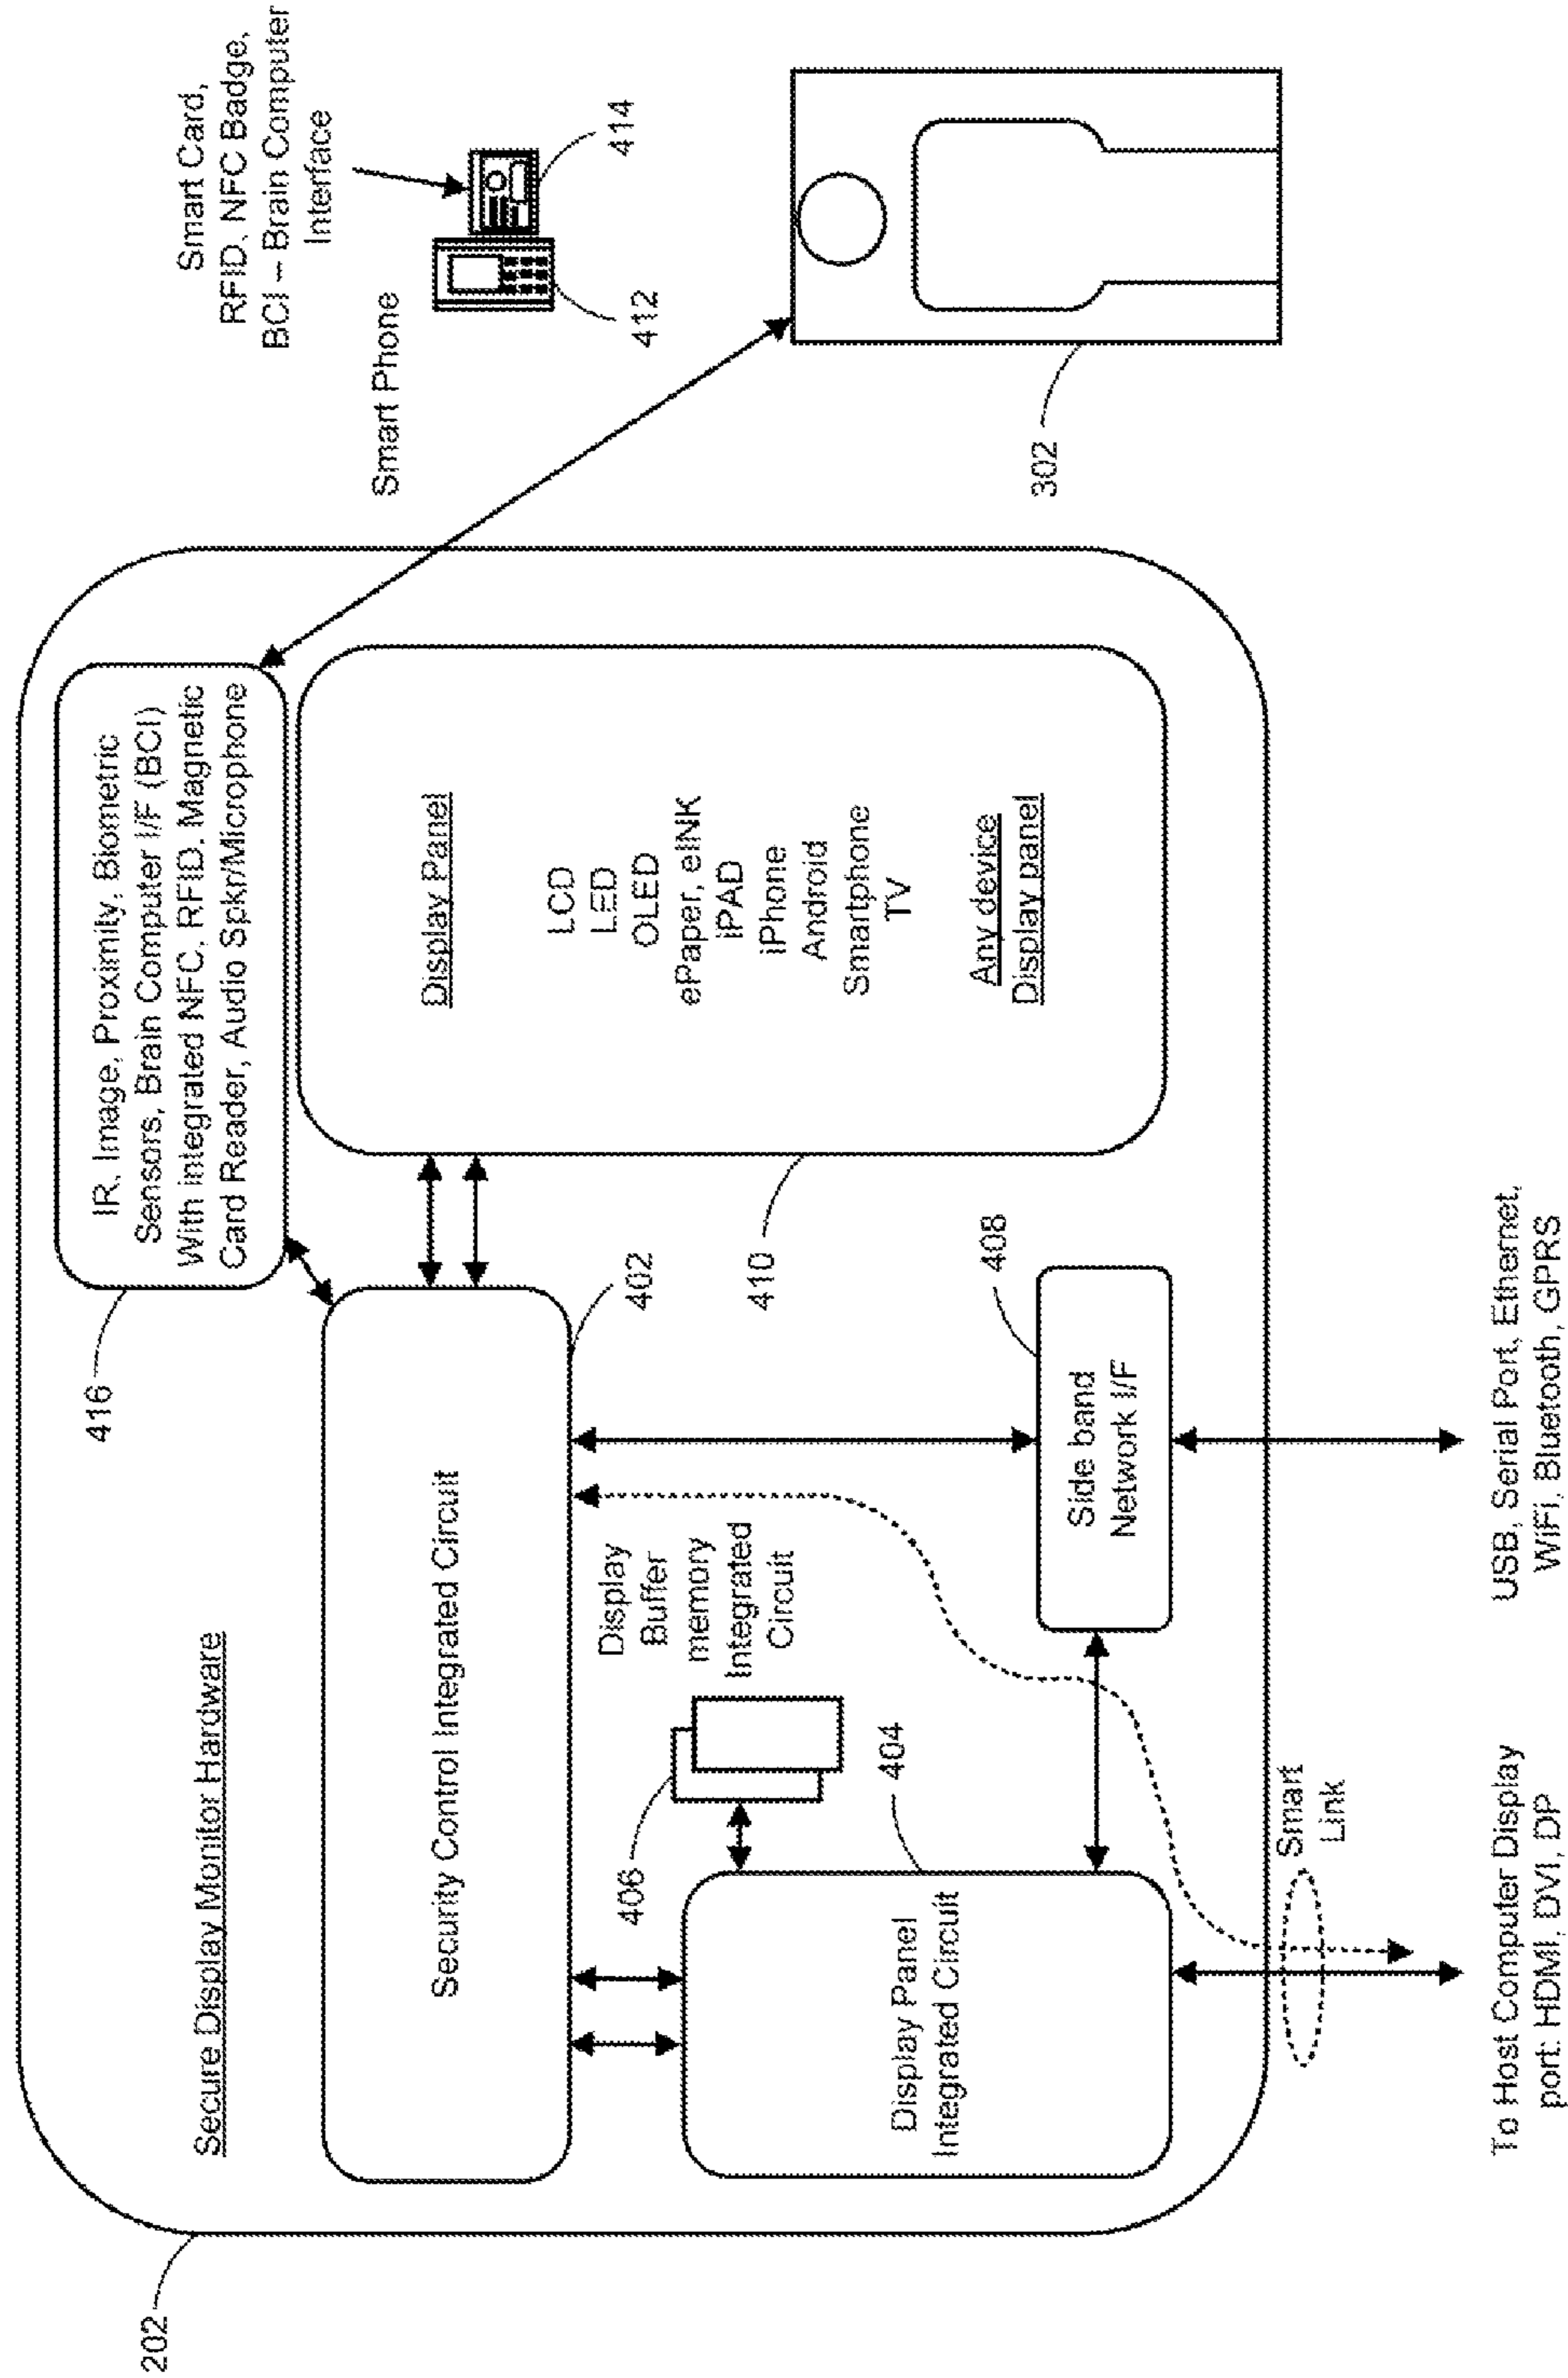 202
Secure Display Monitor Hardware
416
IR, Image, Proximity, Biometric
Sensors, Brain Computer I/F (BCI)
With integrated NFC, RFID, Magnetic
Card Reader, Audio Spkr/Microphone
Smart Card,
RFID, NFC Badge,
BCI – Brain Computer
Interface
Smart Phone
412
414
Security Control Integrated Circuit
402
Display Panel
LCD
LED
OLED
ePaper, eINK
iPAD
iPhone
Android
Smartphone
TV
Any device
Display panel
410
406
Display
Buffer
memory
Integrated
Circuit
404
Display Panel
Integrated Circuit
408
Side band
Network I/F
302
Smart
Link
To Host Computer Display
port: HDMI, DVI, DP
USB, Serial Port, Ethernet,
WiFi, Bluetooth, GPRS